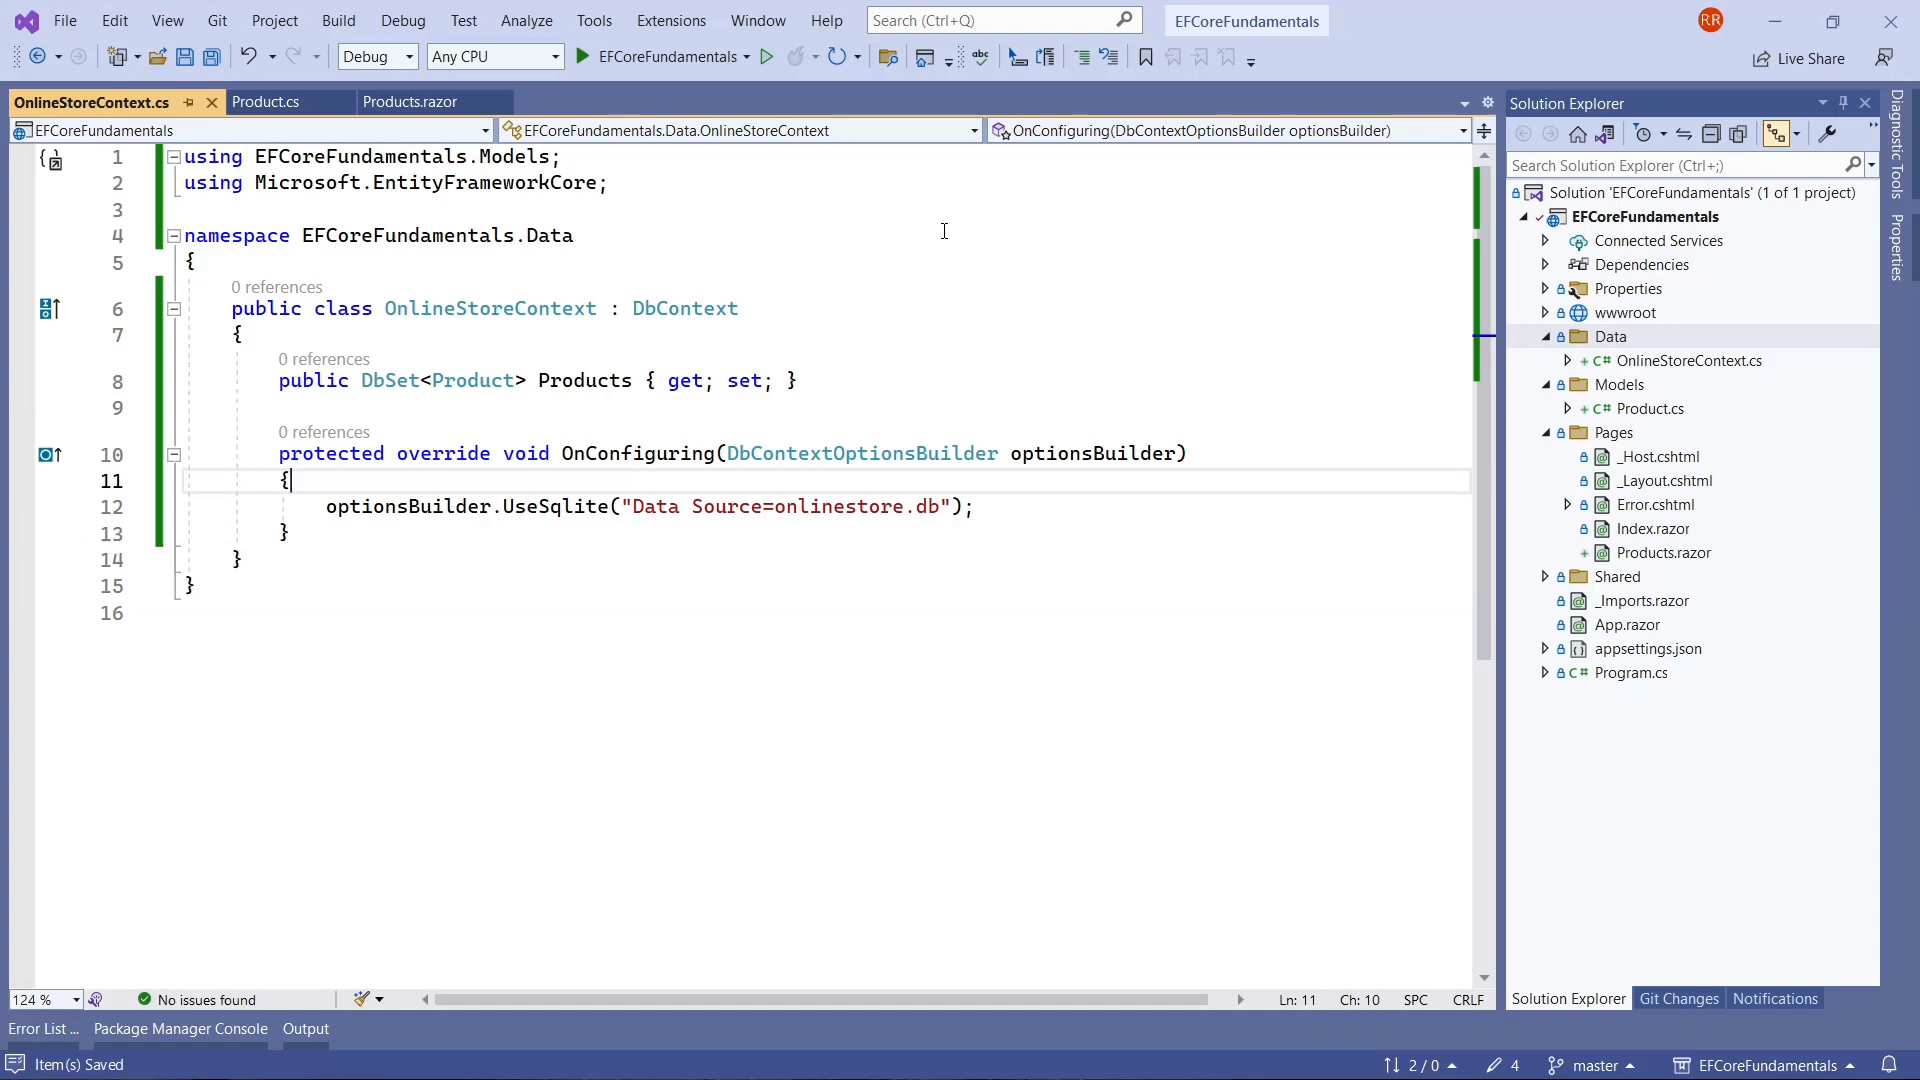 File Edit View Git Project Build Debug Test Analyze Tools Extensions Window Help Search (Ctrl+Q) EFCoreFundamentals RR
Debug Any CPU EFCoreFundamentals Live Share
OnlineStoreContext.cs Product.cs Products.razor
EFCoreFundamentals EFCoreFundamentals.Data.OnlineStoreContext OnConfiguring(DbContextOptionsBuilder optionsBuilder)
1 using EFCoreFundamentals.Models;
2 using Microsoft.EntityFrameworkCore;
3
4 namespace EFCoreFundamentals.Data
5 {
0 references
6 public class OnlineStoreContext : DbContext
7 {
0 references
8 public DbSet<Product> Products { get; set; }
9
0 references
10 protected override void OnConfiguring(DbContextOptionsBuilder optionsBuilder)
11 {
12 optionsBuilder.UseSqlite("Data Source=onlinestore.db");
13 }
14 }
15 }
16
124 % No issues found Ln: 11 Ch: 10 SPC CRLF
Solution Explorer
Search Solution Explorer (Ctrl+;)
Solution 'EFCoreFundamentals' (1 of 1 project)
EFCoreFundamentals
Connected Services
Dependencies
Properties
wwwroot
Data
C# OnlineStoreContext.cs
Models
C# Product.cs
Pages
_Host.cshtml
_Layout.cshtml
Error.cshtml
Index.razor
Products.razor
Shared
_Imports.razor
App.razor
appsettings.json
C# Program.cs
Solution Explorer Git Changes Notifications
Diagnostic Tools
Properties
Error List ... Package Manager Console Output
Item(s) Saved 2 / 0 4 master EFCoreFundamentals